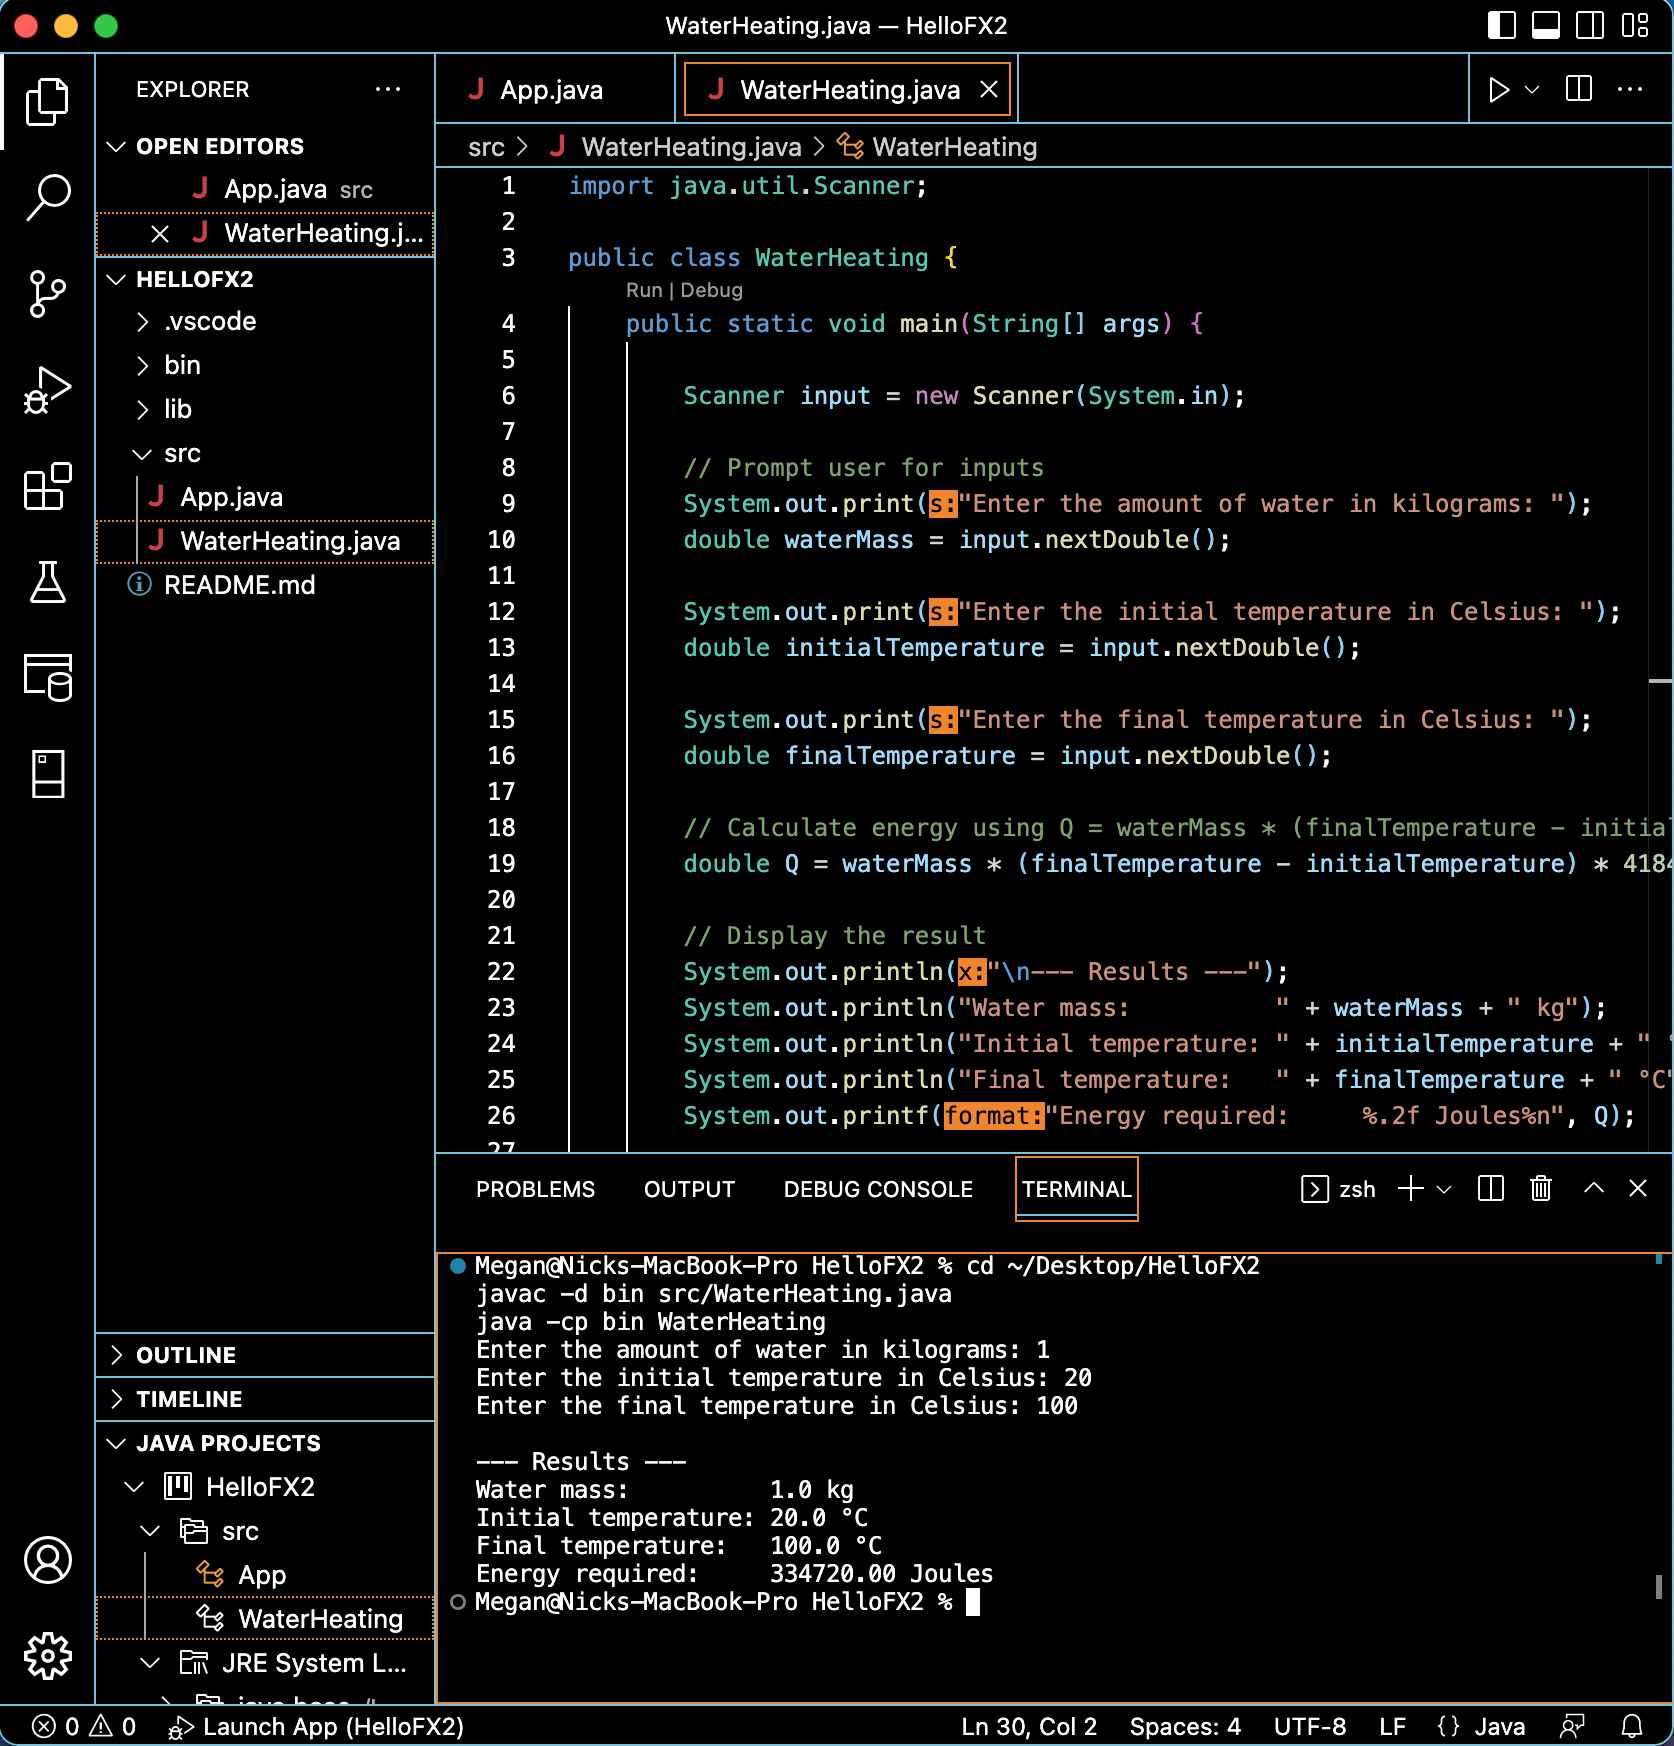 WaterHeating.java — HelloFX2
EXPLORER
OPEN EDITORS
App.java src
WaterHeating.j...
HELLOFX2
.vscode
bin
lib
src
App.java
WaterHeating.java
README.md
OUTLINE
TIMELINE
JAVA PROJECTS
HelloFX2
src
App
WaterHeating
JRE System L...
App.java
WaterHeating.java
src > WaterHeating.java > WaterHeating
1 import java.util.Scanner;
2
3 public class WaterHeating {
Run | Debug
4 public static void main(String[] args) {
5
6 Scanner input = new Scanner(System.in);
7
8 // Prompt user for inputs
9 System.out.print(s:"Enter the amount of water in kilograms: ");
10 double waterMass = input.nextDouble();
11
12 System.out.print(s:"Enter the initial temperature in Celsius: ");
13 double initialTemperature = input.nextDouble();
14
15 System.out.print(s:"Enter the final temperature in Celsius: ");
16 double finalTemperature = input.nextDouble();
17
18 // Calculate energy using Q = waterMass * (finalTemperature - initial
19 double Q = waterMass * (finalTemperature - initialTemperature) * 4184
20
21 // Display the result
22 System.out.println(x:"\n--- Results ---");
23 System.out.println("Water mass:          " + waterMass + " kg");
24 System.out.println("Initial temperature: " + initialTemperature + "
25 System.out.println("Final temperature:   " + finalTemperature + " °C"
26 System.out.printf(format:"Energy required:     %.2f Joules%n", Q);
27
PROBLEMS OUTPUT DEBUG CONSOLE TERMINAL zsh
Megan@Nicks-MacBook-Pro HelloFX2 % cd ~/Desktop/HelloFX2
javac -d bin src/WaterHeating.java
java -cp bin WaterHeating
Enter the amount of water in kilograms: 1
Enter the initial temperature in Celsius: 20
Enter the final temperature in Celsius: 100
--- Results ---
Water mass:          1.0 kg
Initial temperature: 20.0 °C
Final temperature:   100.0 °C
Energy required:     334720.00 Joules
Megan@Nicks-MacBook-Pro HelloFX2 %
0 0 Launch App (HelloFX2) Ln 30, Col 2 Spaces: 4 UTF-8 LF {} Java